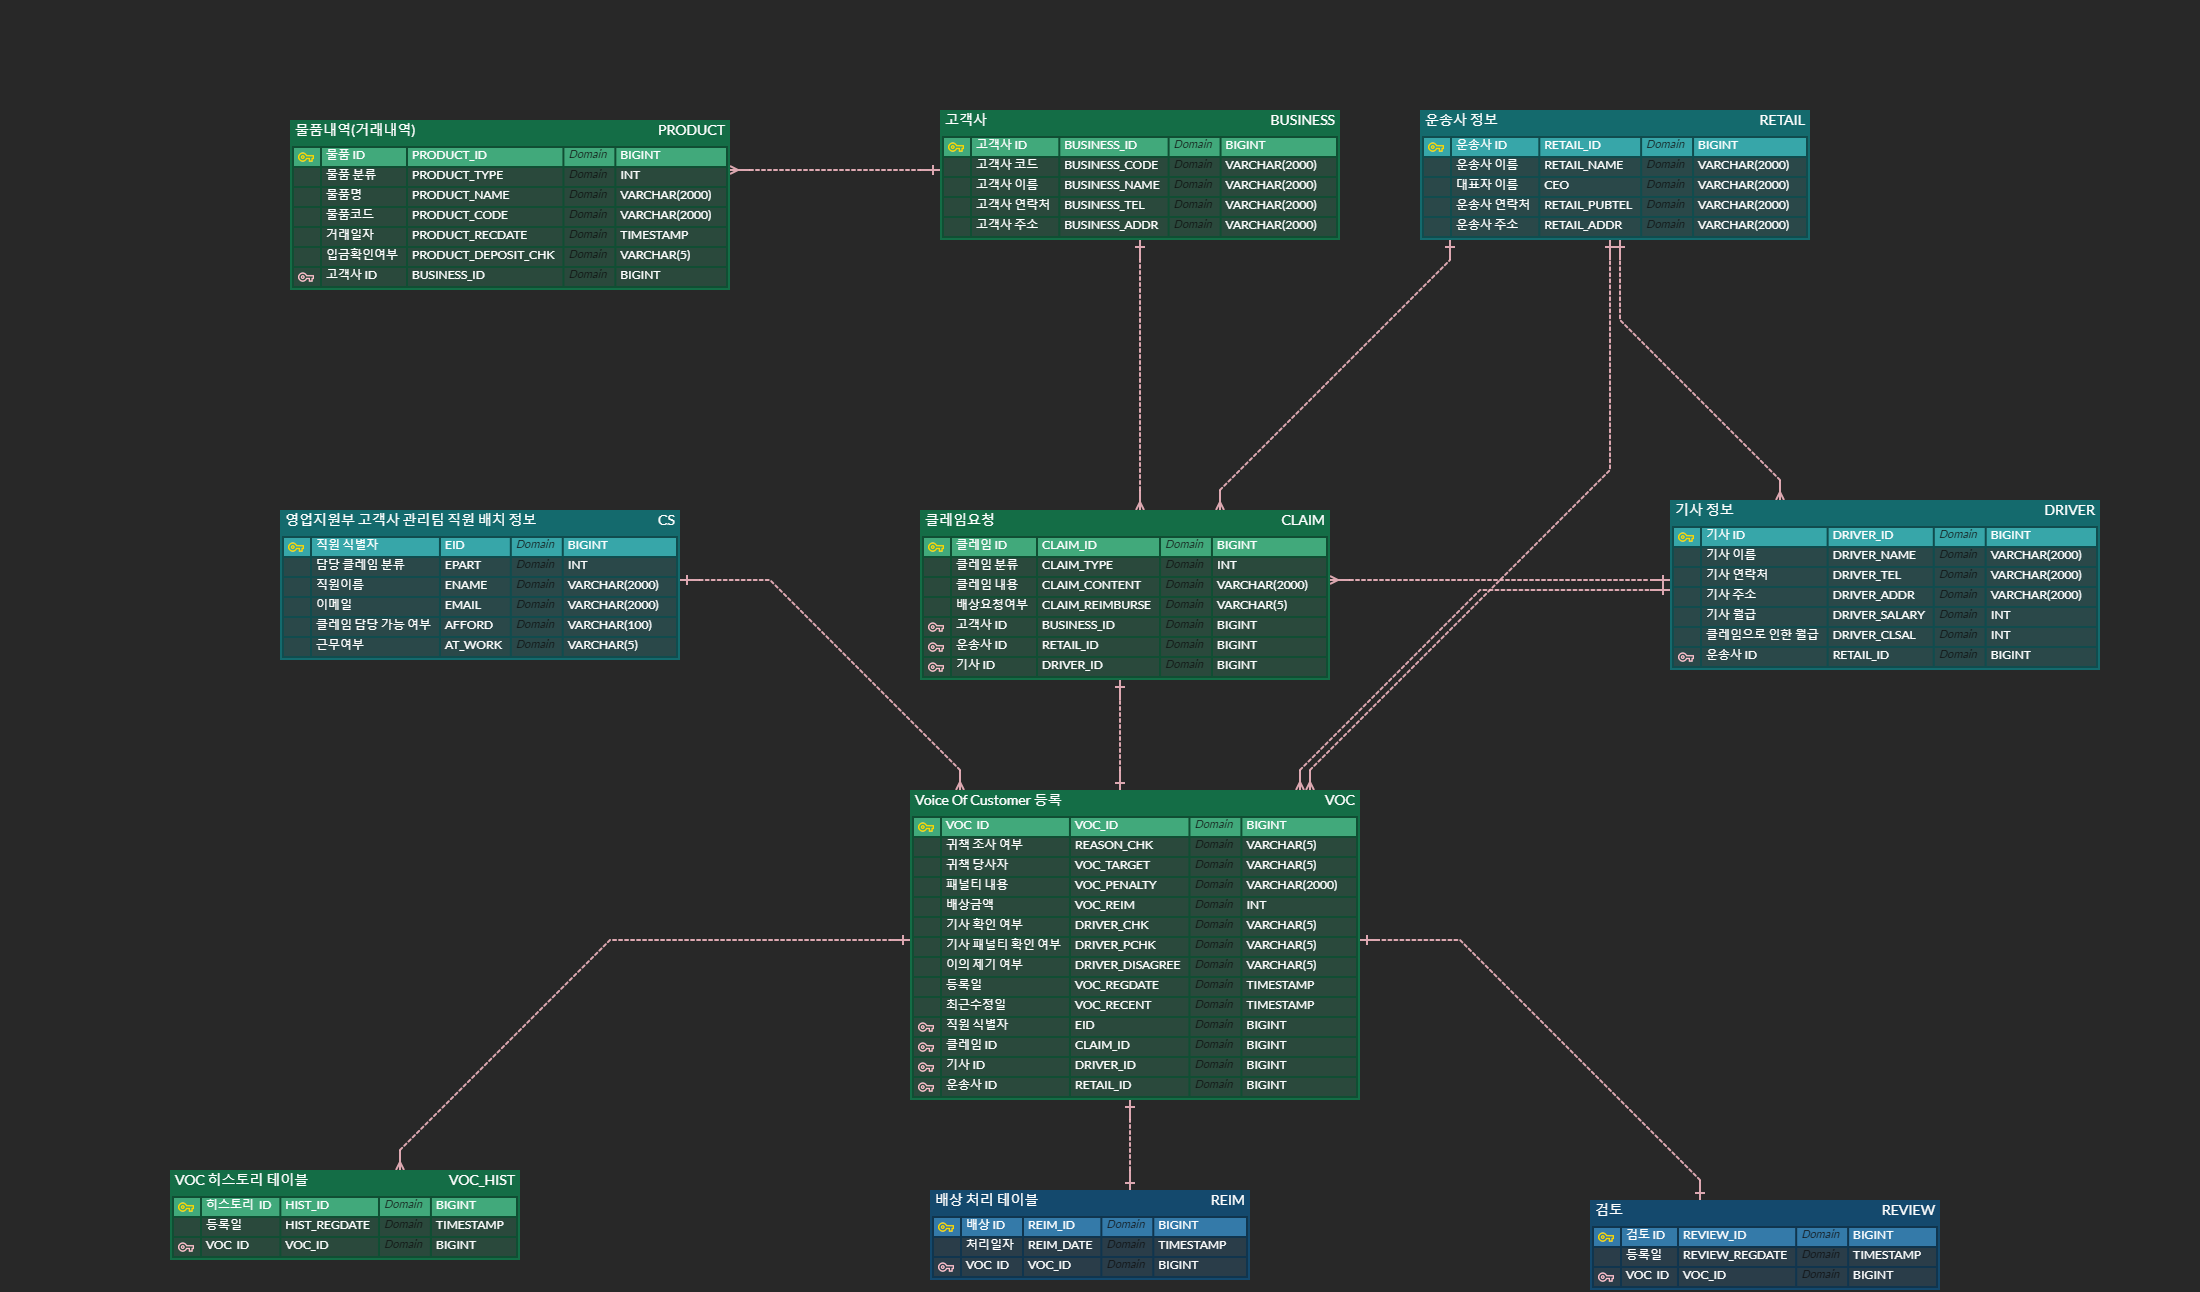 물품내역(거래내역) PRODUCT
물품 ID PRODUCT_ID Domain BIGINT
물품 분류 PRODUCT_TYPE Domain INT
물품명 PRODUCT_NAME Domain VARCHAR(2000)
물품코드 PRODUCT_CODE Domain VARCHAR(2000)
거래일자 PRODUCT_RECDATE Domain TIMESTAMP
입금확인여부 PRODUCT_DEPOSIT_CHK Domain VARCHAR(5)
고객사 ID BUSINESS_ID Domain BIGINT
고객사 BUSINESS
고객사 ID BUSINESS_ID Domain BIGINT
고객사 코드 BUSINESS_CODE Domain VARCHAR(2000)
고객사 이름 BUSINESS_NAME Domain VARCHAR(2000)
고객사 연락처 BUSINESS_TEL Domain VARCHAR(2000)
고객사 주소 BUSINESS_ADDR Domain VARCHAR(2000)
운송사 정보 RETAIL
운송사 ID RETAIL_ID Domain BIGINT
운송사 이름 RETAIL_NAME Domain VARCHAR(2000)
대표자 이름 CEO Domain VARCHAR(2000)
운송사 연락처 RETAIL_PUBTEL Domain VARCHAR(2000)
운송사 주소 RETAIL_ADDR Domain VARCHAR(2000)
영업지원부 고객사 관리팀 직원 배치 정보 CS
직원 식별자 EID Domain BIGINT
담당 클레임 분류 EPART Domain INT
직원이름 ENAME Domain VARCHAR(2000)
이메일 EMAIL Domain VARCHAR(2000)
클레임 담당 가능 여부 AFFORD Domain VARCHAR(100)
근무여부 AT_WORK Domain VARCHAR(5)
클레임요청 CLAIM
클레임 ID CLAIM_ID Domain BIGINT
클레임 분류 CLAIM_TYPE Domain INT
클레임 내용 CLAIM_CONTENT Domain VARCHAR(2000)
배상요청여부 CLAIM_REIMBURSE Domain VARCHAR(5)
고객사 ID BUSINESS_ID Domain BIGINT
운송사 ID RETAIL_ID Domain BIGINT
기사 ID DRIVER_ID Domain BIGINT
기사 정보 DRIVER
기사 ID DRIVER_ID Domain BIGINT
기사 이름 DRIVER_NAME Domain VARCHAR(2000)
기사 연락처 DRIVER_TEL Domain VARCHAR(2000)
기사 주소 DRIVER_ADDR Domain VARCHAR(2000)
기사 월급 DRIVER_SALARY Domain INT
클레임으로 인한 월급 DRIVER_CLSAL Domain INT
운송사 ID RETAIL_ID Domain BIGINT
Voice Of Customer 등록 VOC
VOC ID VOC_ID Domain BIGINT
귀책 조사 여부 REASON_CHK Domain VARCHAR(5)
귀책 당사자 VOC_TARGET Domain VARCHAR(5)
패널티 내용 VOC_PENALTY Domain VARCHAR(2000)
배상금액 VOC_REIM Domain INT
기사 확인 여부 DRIVER_CHK Domain VARCHAR(5)
기사 패널티 확인 여부 DRIVER_PCHK Domain VARCHAR(5)
이의 제기 여부 DRIVER_DISAGREE Domain VARCHAR(5)
등록일 VOC_REGDATE Domain TIMESTAMP
최근수정일 VOC_RECENT Domain TIMESTAMP
직원 식별자 EID Domain BIGINT
클레임 ID CLAIM_ID Domain BIGINT
기사 ID DRIVER_ID Domain BIGINT
운송사 ID RETAIL_ID Domain BIGINT
VOC 히스토리 테이블 VOC_HIST
히스토리 ID HIST_ID Domain BIGINT
등록일 HIST_REGDATE Domain TIMESTAMP
VOC ID VOC_ID Domain BIGINT
배상 처리 테이블 REIM
배상 ID REIM_ID Domain BIGINT
처리일자 REIM_DATE Domain TIMESTAMP
VOC ID VOC_ID Domain BIGINT
검토 REVIEW
검토 ID REVIEW_ID Domain BIGINT
등록일 REVIEW_REGDATE Domain TIMESTAMP
VOC ID VOC_ID Domain BIGINT